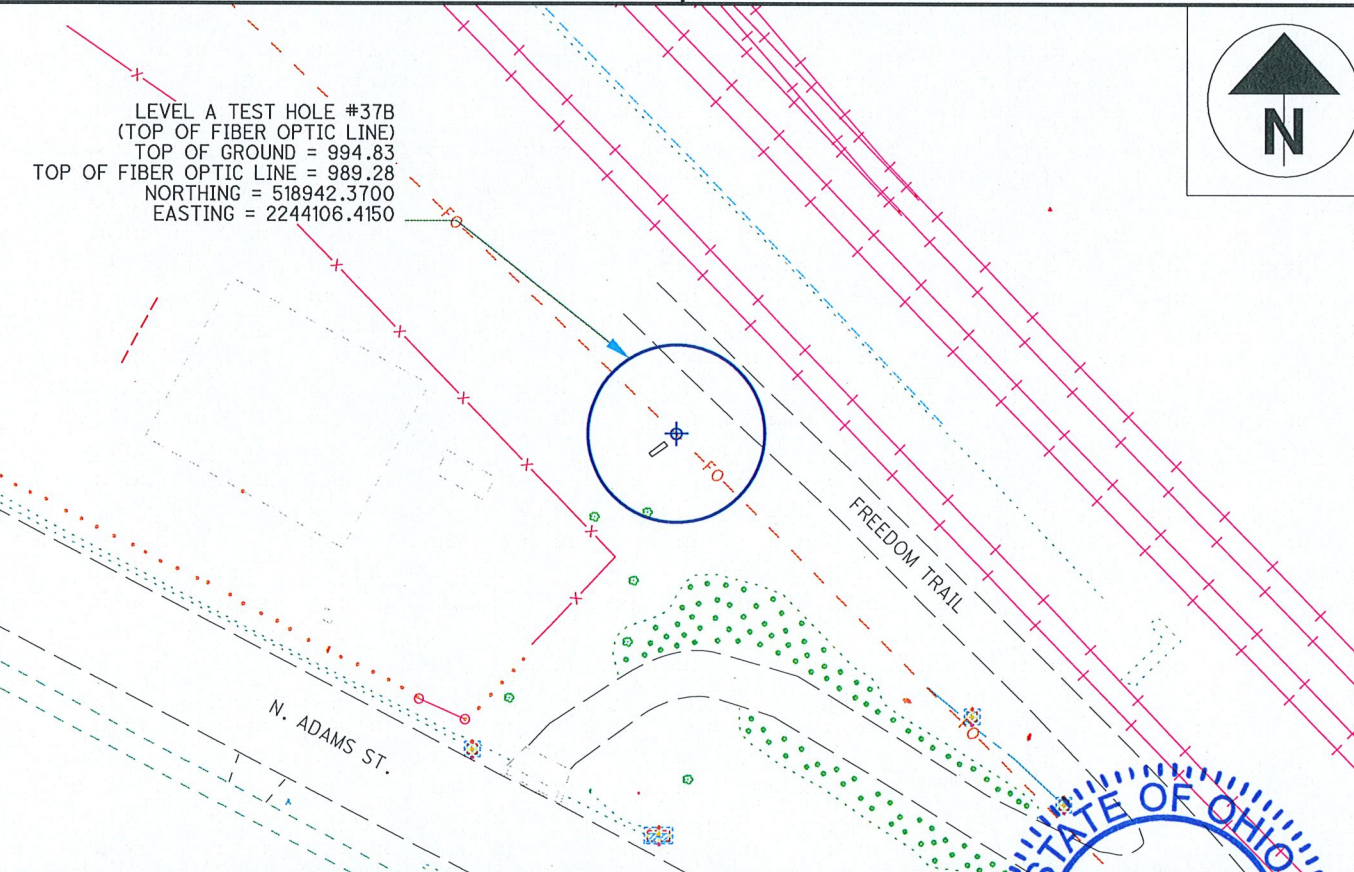 LEVEL A TEST HOLE #37B
(TOP OF FIBER OPTIC LINE)
TOP OF GROUND = 994.83
TOP OF FIBER OPTIC LINE = 989.28
NORTHING = 518942.3700
EASTING = 2244106.4150
N
FO
FO
FREEDOM TRAIL
N. ADAMS ST.
FO
STATE OF OHIO